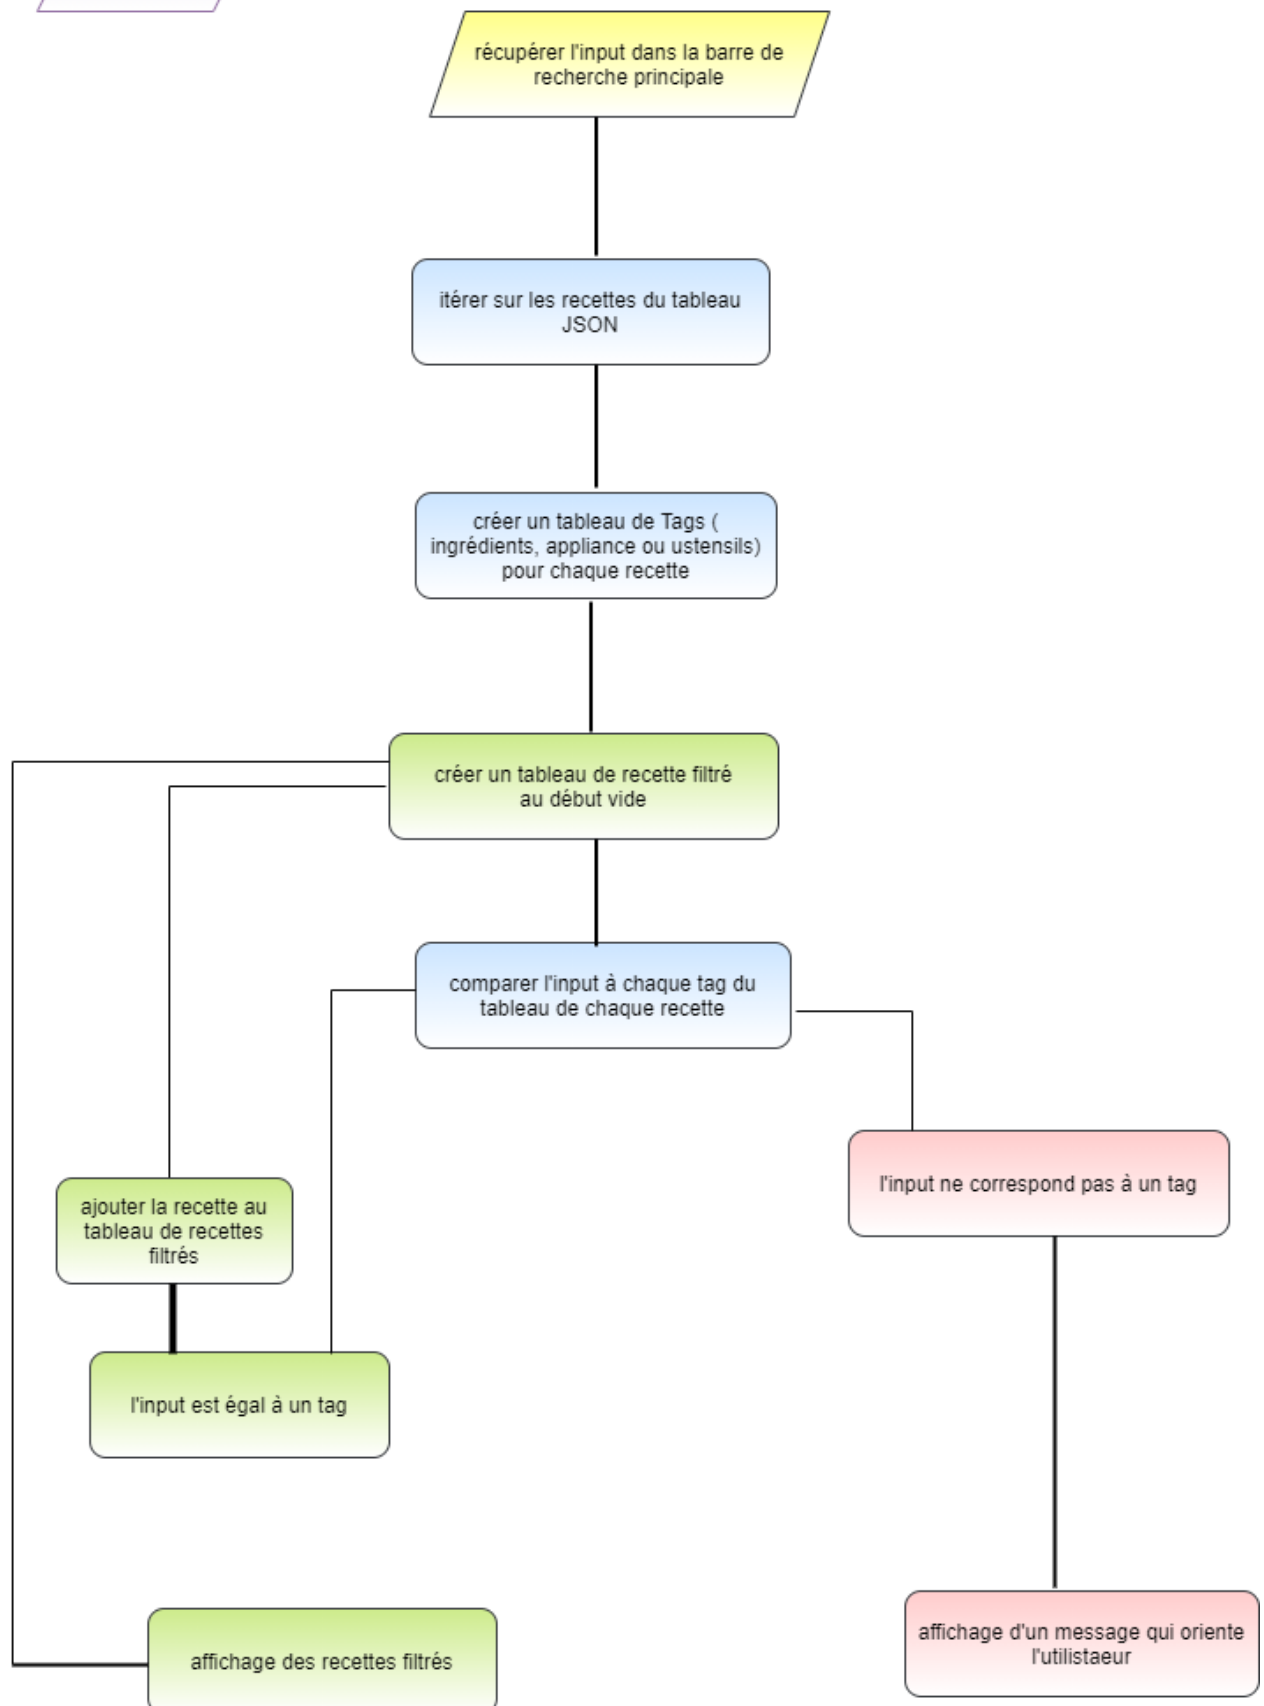 récupérer l'input dans la barre de
recherche principale
itérer sur les recettes du tableau
JSON
créer un tableau de Tags (
ingrédients, appliance ou ustensils)
pour chaque recette
créer un tableau de recette filtré
au début vide
comparer l'input à chaque tag du
tableau de chaque recette
l'input ne correspond pas à un tag
ajouter la recette au
tableau de recettes
filtrés
l'input est égal à un tag
affichage des recettes filtrés
affichage d'un message qui oriente
l'utilistaeur